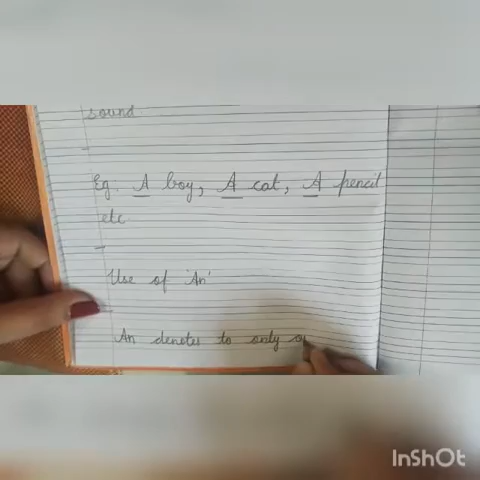 sound.
Eg. A boy, A cat, A pencil
etc.
Use of 'An'
An denotes to only
InShOt